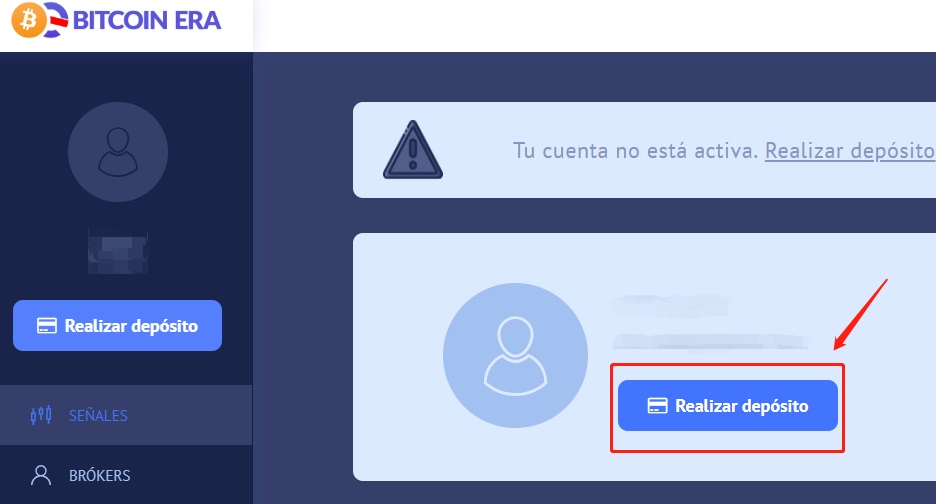 BITCOIN ERA
Tu cuenta no está activa. Realizar depósito
Realizar depósito
Realizar depósito
SEÑALES
BRÓKERS